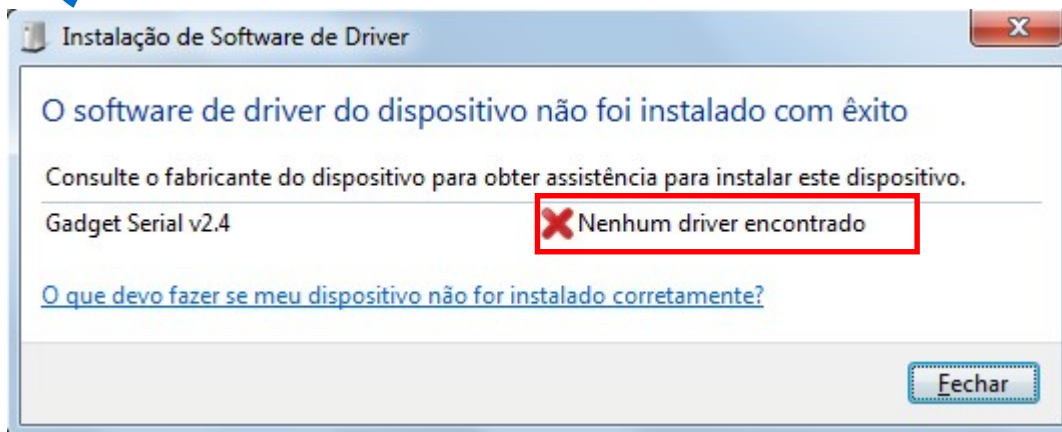 Instalação de Software de Driver
O software de driver do dispositivo não foi instalado com êxito
Consulte o fabricante do dispositivo para obter assistência para instalar este dispositivo.
Gadget Serial v2.4 Nenhum driver encontrado
O que devo fazer se meu dispositivo não for instalado corretamente?
Fechar